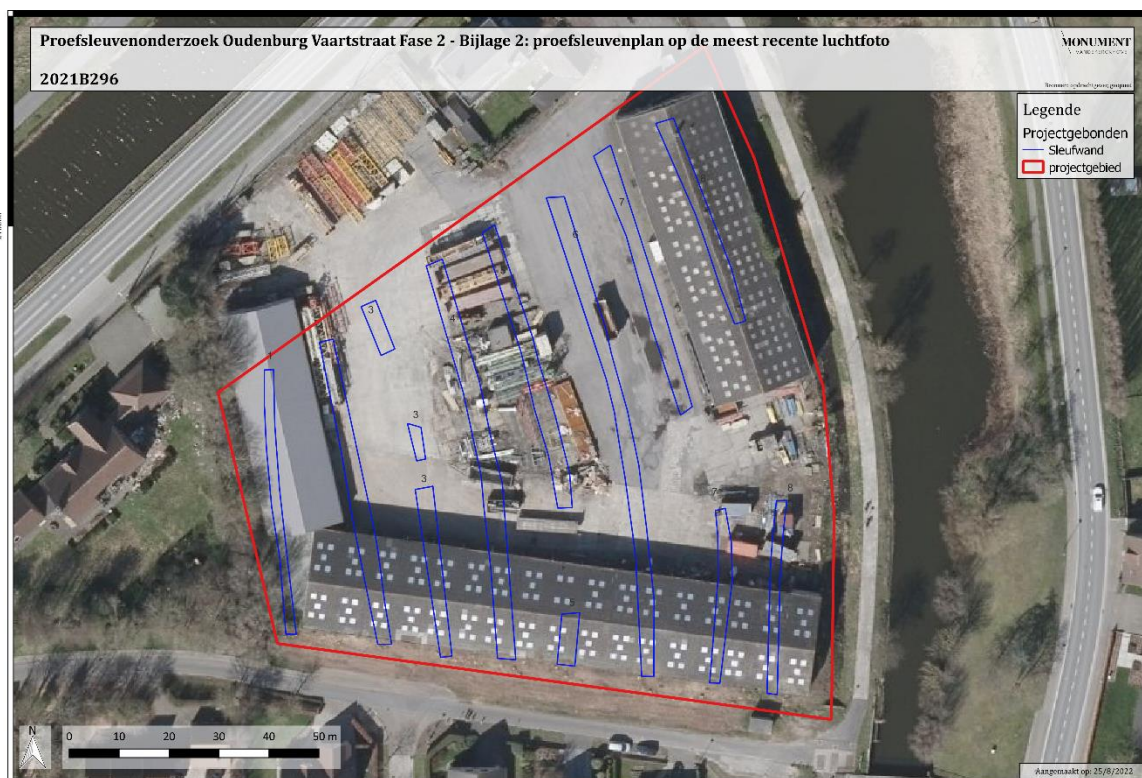 Proefsleuvenonderzoek Oudenburg Vaartstraat Fase 2 - Bijlage 2: proefsleuvenplan op de meest recente luchtfoto
2021B296
MONUMENT
Legende
Projectgebonden
Sleufwand
projectgebied
6
7
3
4
1
3
3
7
8
5
N
0 10 20 30 40 50 m
Aangemaakt op: 25/8/2022